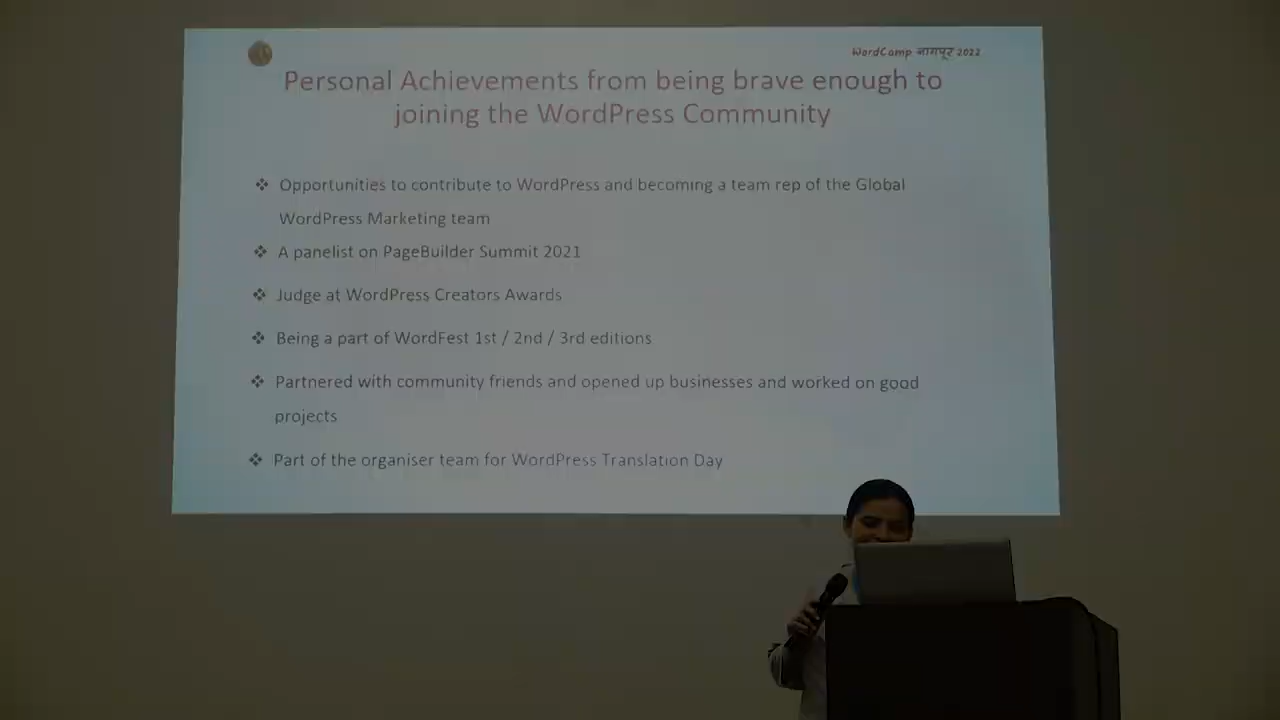 WordCamp नागपूर 2022
Personal Achievements from being brave enough to
joining the WordPress Community
❖ Opportunities to contribute to WordPress and becoming a team rep of the Global
WordPress Marketing team
❖ A panelist on PageBuilder Summit 2021
❖ Judge at WordPress Creators Awards
❖ Being a part of WordFest 1st / 2nd / 3rd editions
❖ Partnered with community friends and opened up businesses and worked on good
projects
❖ Part of the organiser team for WordPress Translation Day